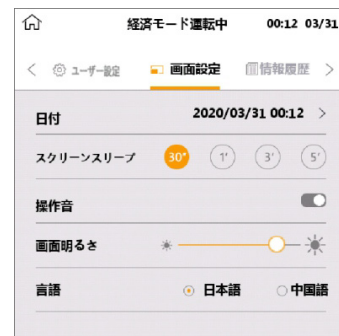 経済モード運転中 00:12 03/31
< ユーザー設定 画面設定 情報履歴 >
日付 2020/03/31 00:12 >
スクリーンスリープ 30" 1' 3' 5'
操作音
画面明るさ
言語 日本語 中国語